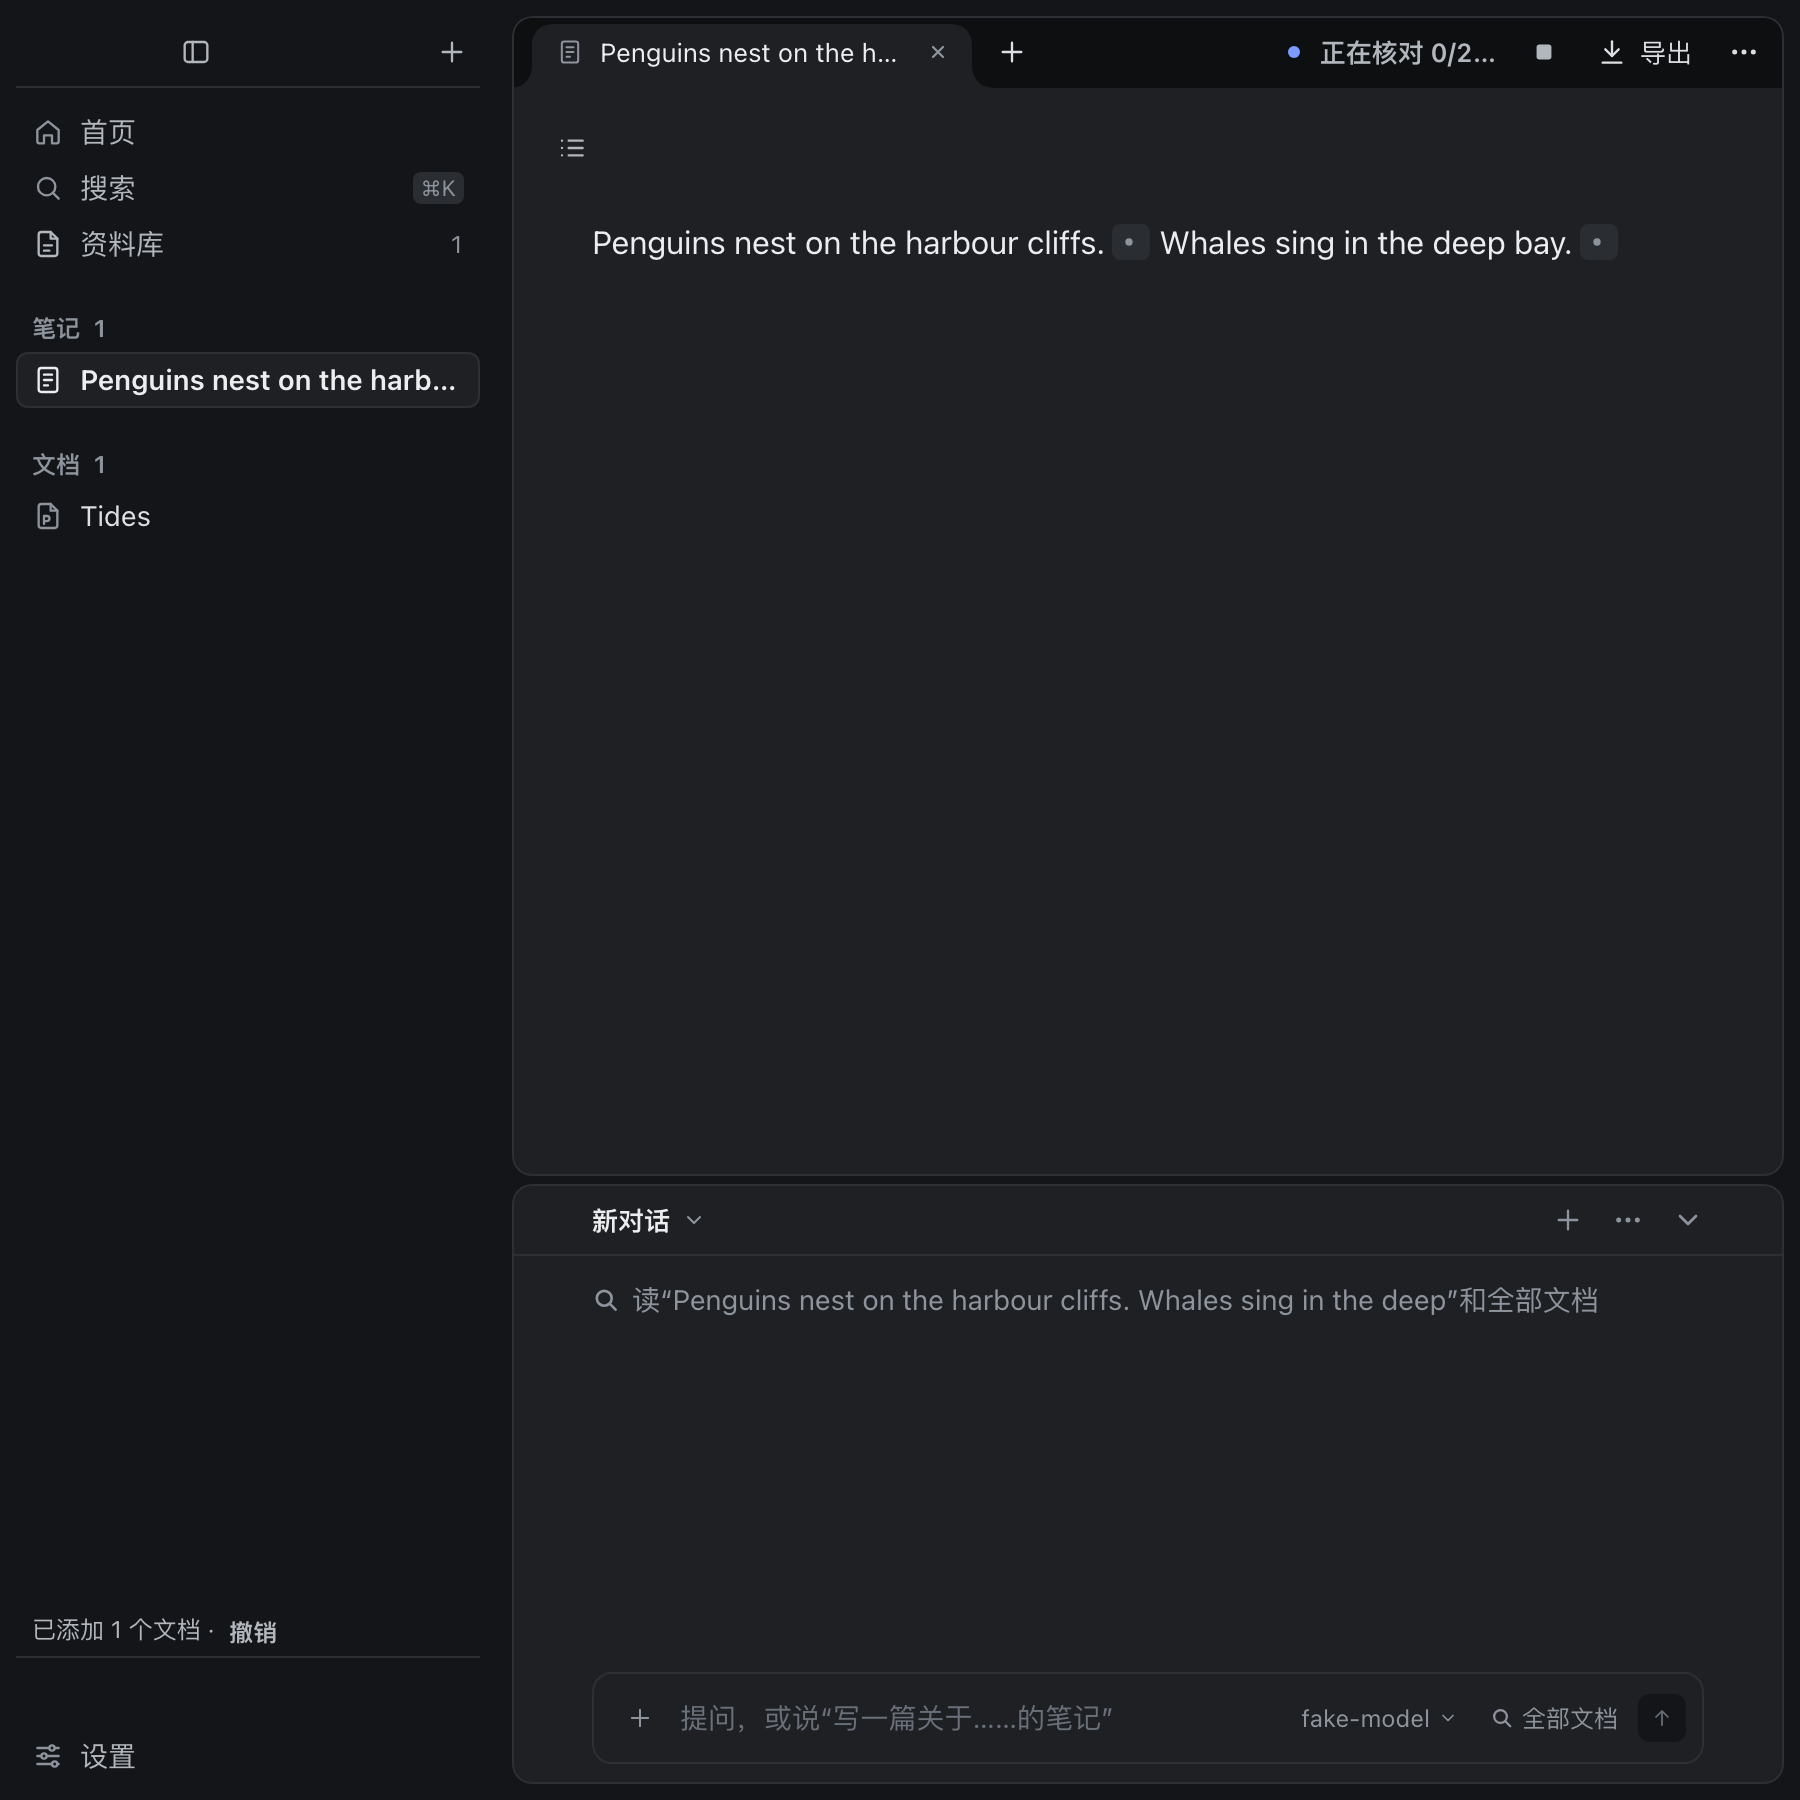 首页
搜索 ⌘K
资料库 1
笔记 1
Penguins nest on the harb...
文档 1
Tides
已添加 1 个文档 · 撤销
设置
Penguins nest on the h...
正在核对 0/2...
导出
Penguins nest on the harbour cliffs. Whales sing in the deep bay.
新对话
读“Penguins nest on the harbour cliffs. Whales sing in the deep”和全部文档
提问，或说“写一篇关于……的笔记”
fake-model
全部文档